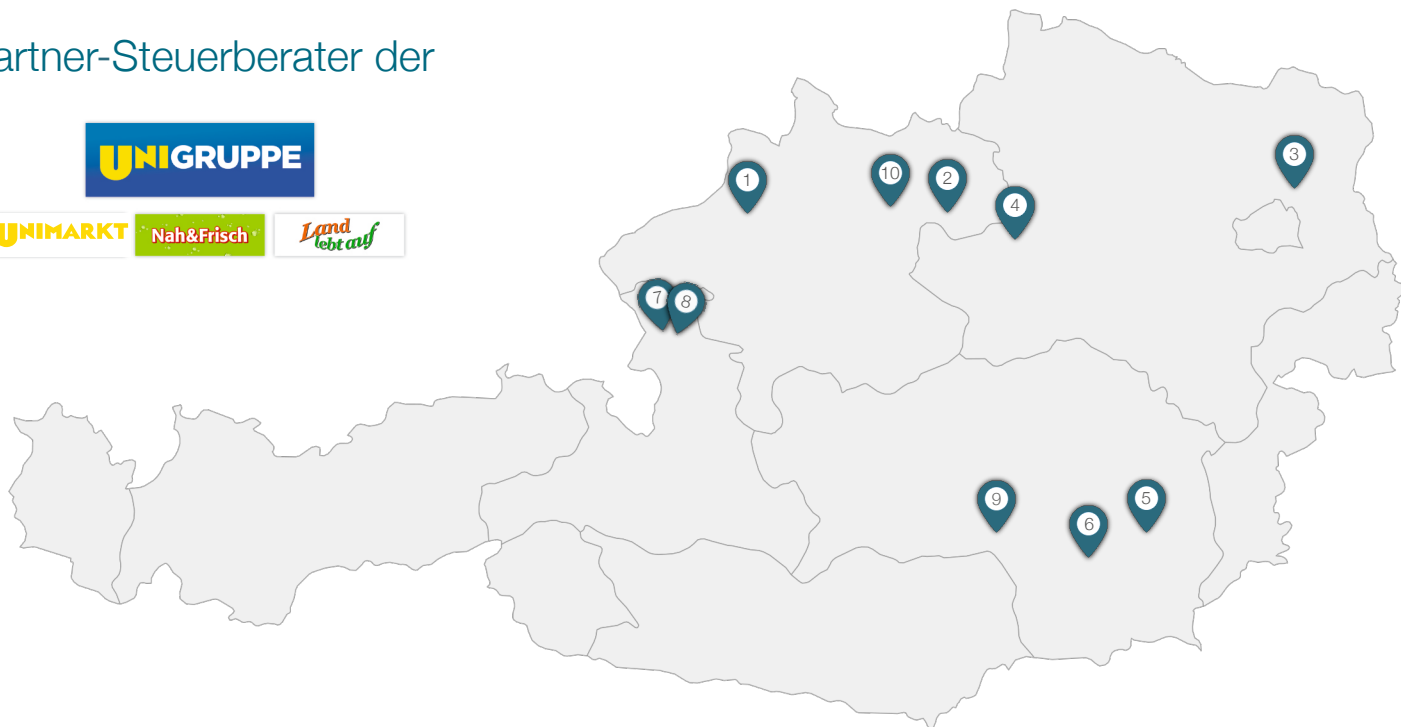 artner-Steuerberater der
UNIGRUPPE
UNIMARKT
Nah&Frisch
Land
lebt auf
3
1
10
2
4
7
8
9
5
6